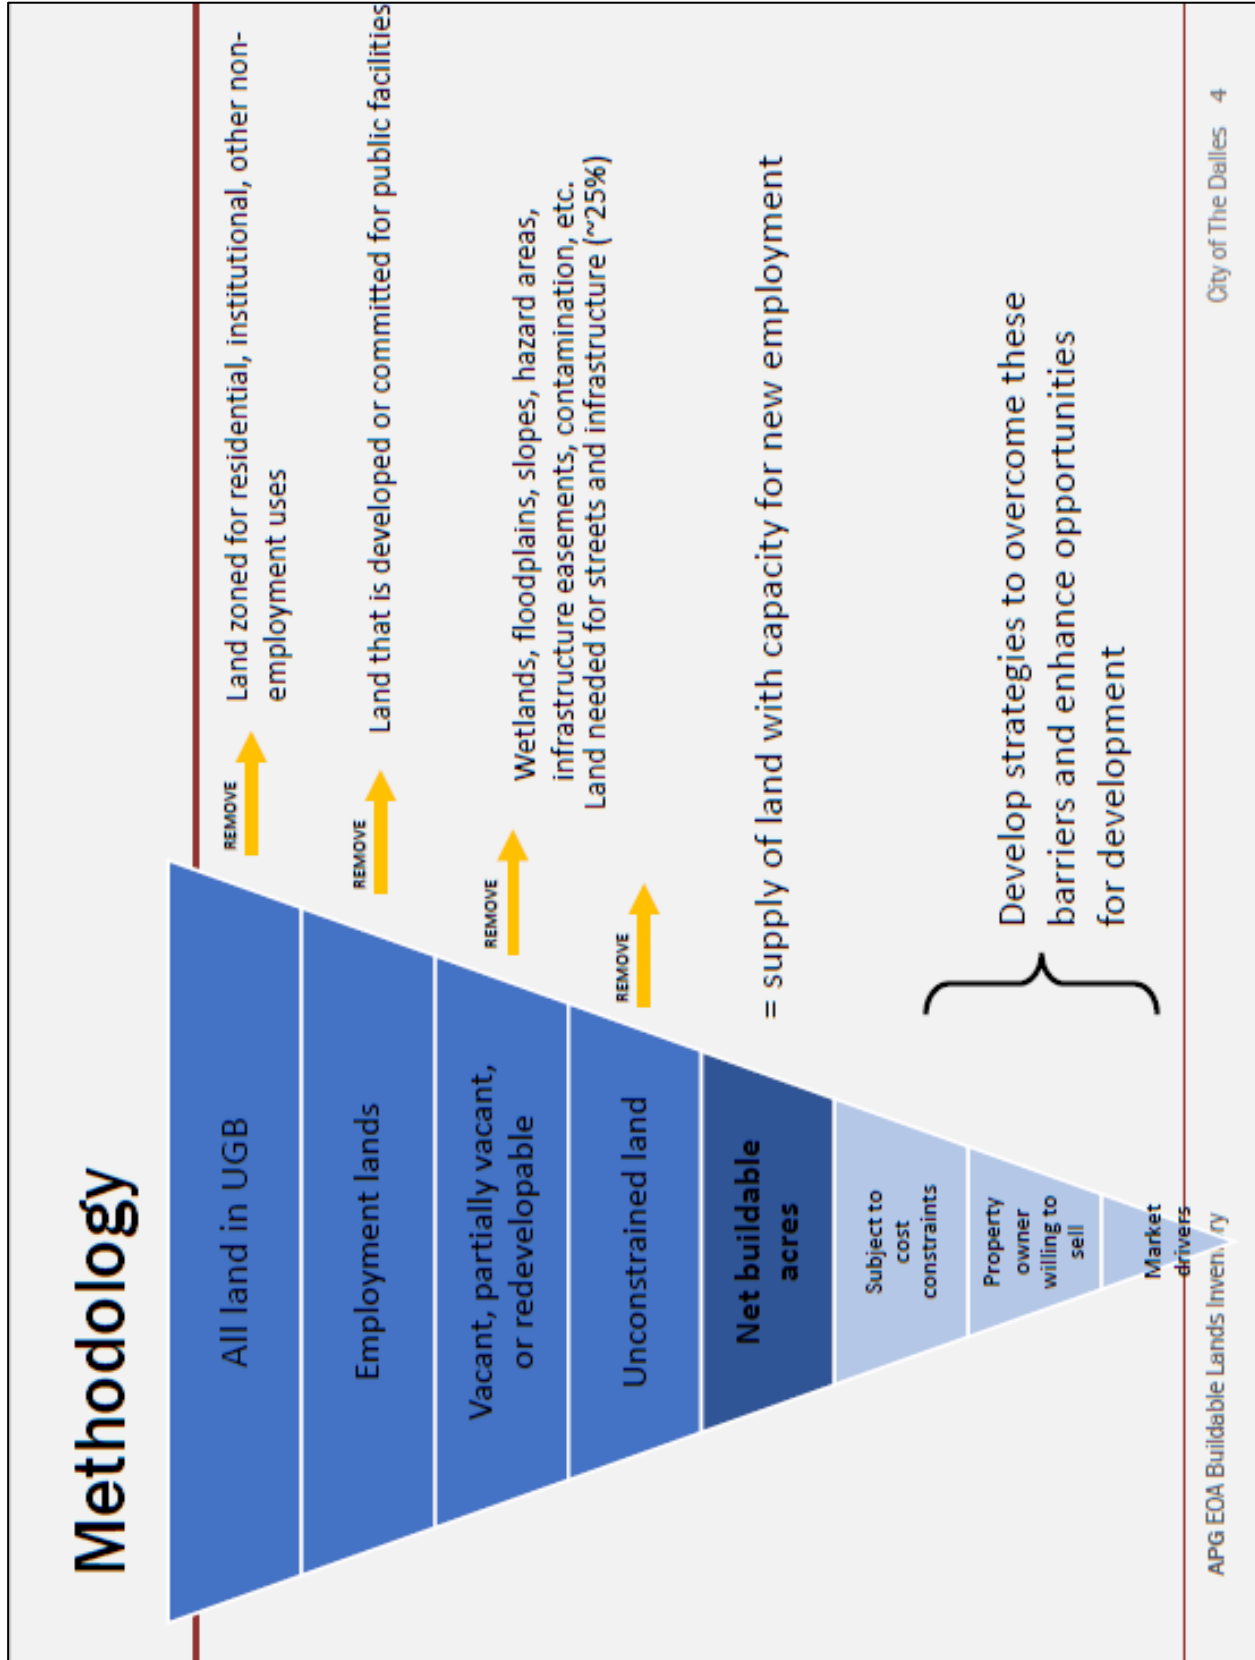 Methodology
All land in UGB
REMOVE
Land zoned for residential, institutional, other non-
employment uses
Employment lands
REMOVE
Land that is developed or committed for public facilities
Vacant, partially vacant,
or redevelopable
REMOVE
Wetlands, floodplains, slopes, hazard areas,
infrastructure easements, contamination, etc.
Unconstrained land
REMOVE
Land needed for streets and infrastructure (~25%)
Net buildable
acres
= supply of land with capacity for new employment
Subject to
cost
constraints
Property
owner
willing to
sell
Market
drivers
Develop strategies to overcome these
barriers and enhance opportunities
for development
APG EOA Buildable Lands Inventory
City of The Dalles 4